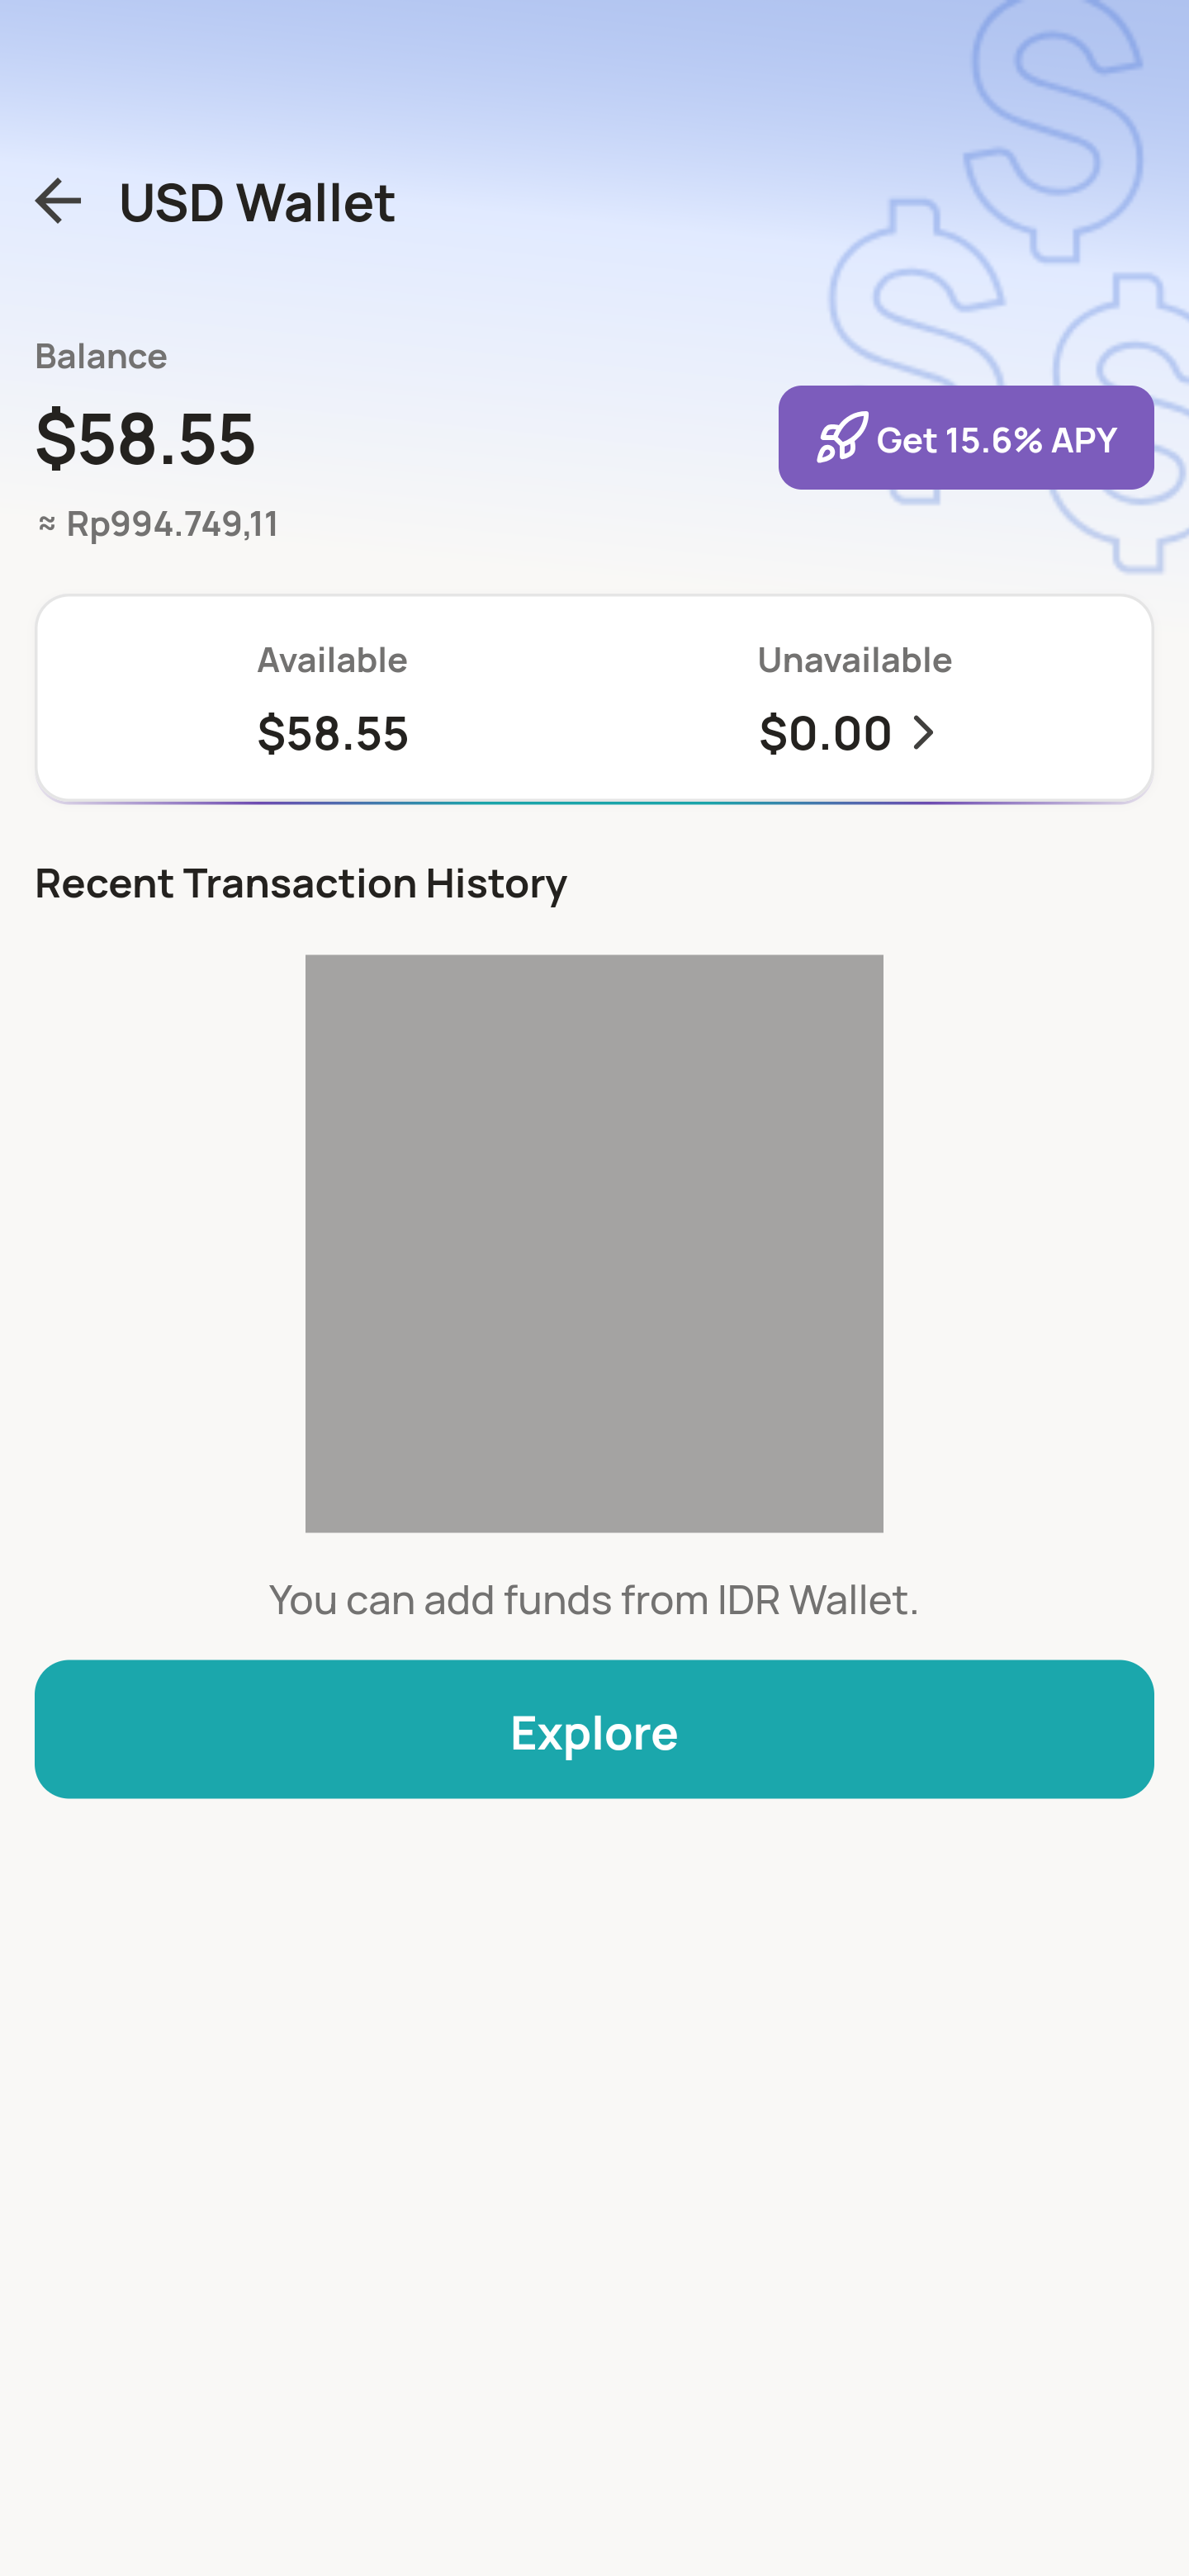 USD Wallet
Balance
$58.55
Get 15.6% APY
≈ Rp994.749,11
Available
Unavailable
$58.55
$0.00
Recent Transaction History
You can add funds from IDR Wallet.
Explore